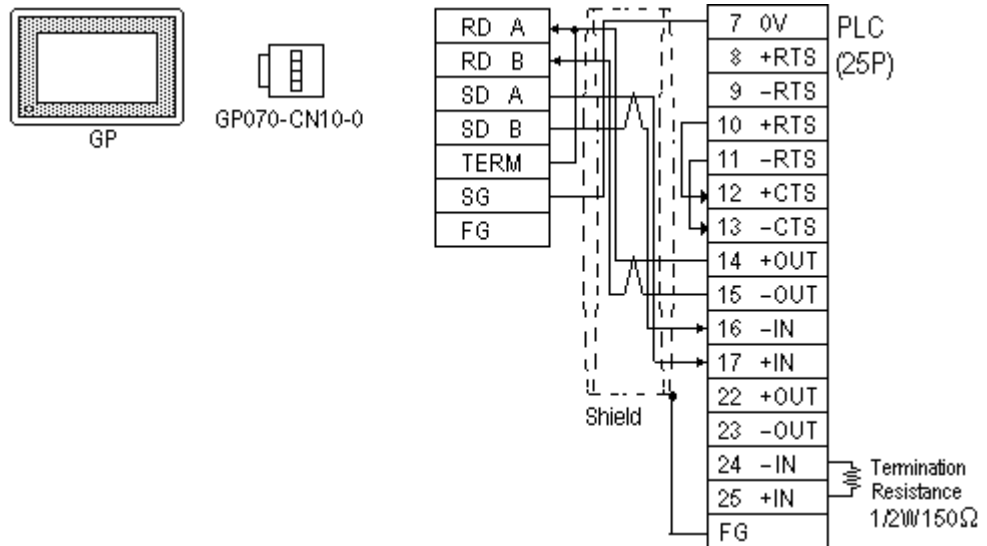 GP
GP070-CN10-0
RD A
RD B
SD A
SD B
TERM
SG
FG
Shield
7 0V
8 +RTS
9 -RTS
10 +RTS
11 -RTS
12 +CTS
13 -CTS
14 +OUT
15 -OUT
16 -IN
17 +IN
22 +OUT
23 -OUT
24 -IN
25 +IN
FG
PLC
(25P)
Termination
Resistance
1/2W150Ω